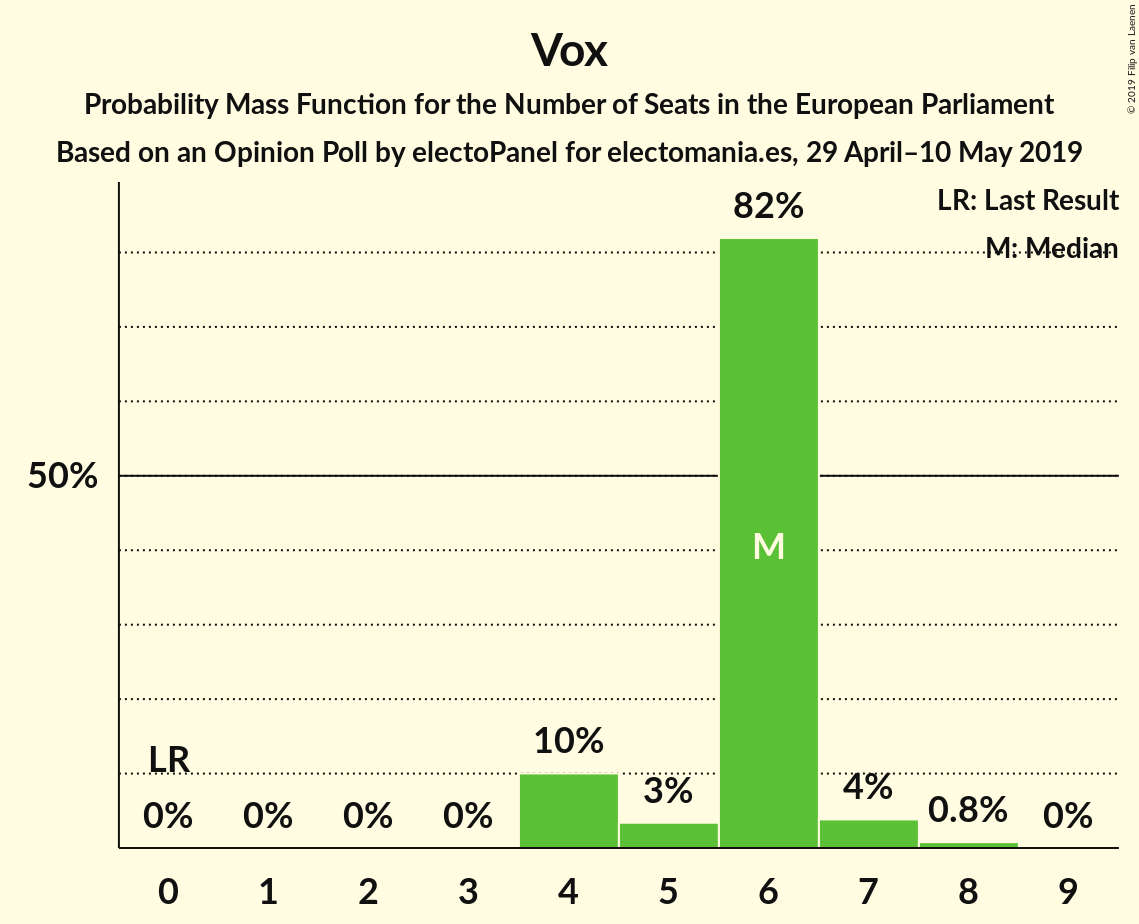 Vox
Probability Mass Function for the Number of Seats in the European Parliament
Based on an Opinion Poll by electoPanel for electomania.es, 29 April–10 May 2019
© 2019 Filip van Laenen
LR: Last Result
M: Median
82%
50%
M
LR
10%
3%
4%
0.8%
0% 0% 0% 0% 0%
0 1 2 3 4 5 6 7 8 9